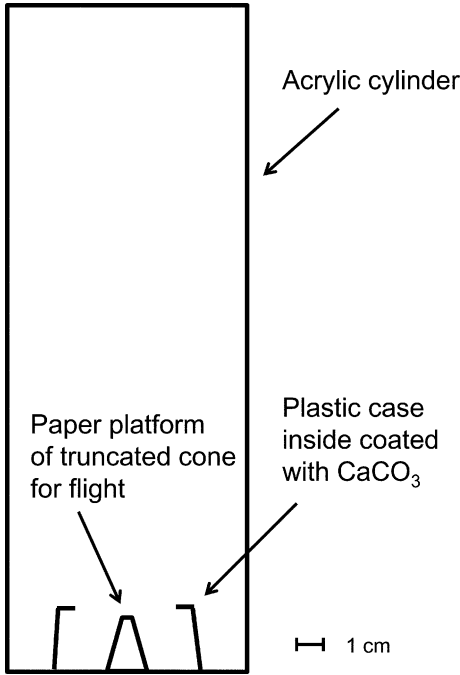 Acrylic cylinder
Paper platform
of truncated cone
for flight
Plastic case
inside coated
with CaCO₃
1 cm